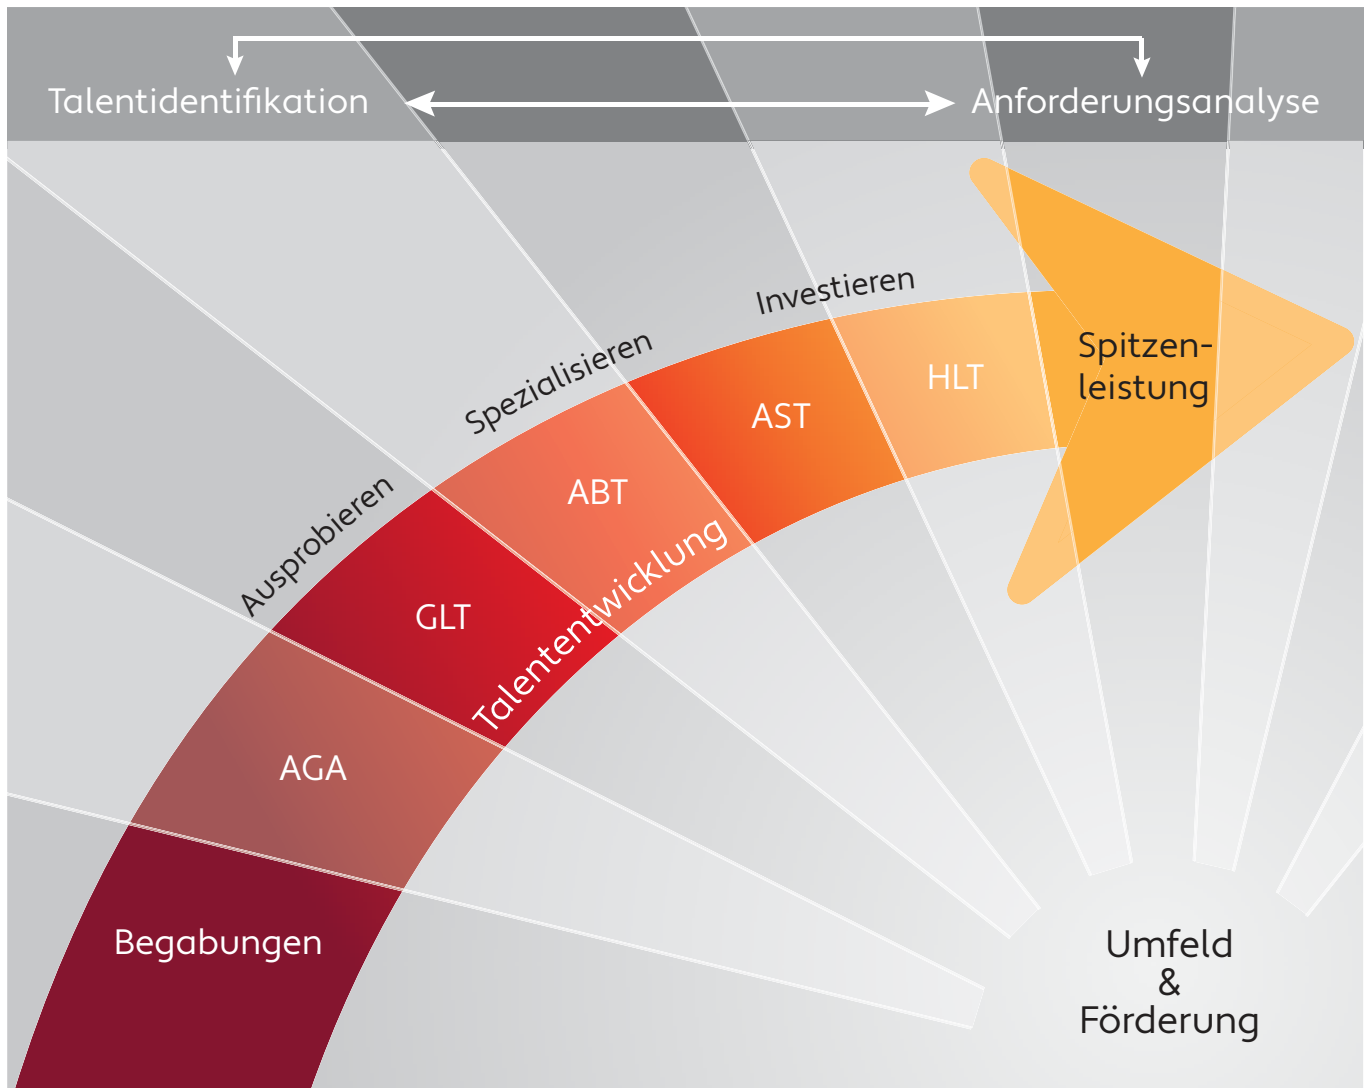 Talentidentifikation
Anforderungsanalyse
Investieren
Spezialisieren
Ausprobieren
Spitzen-
leistung
HLT
AST
ABT
GLT
Talententwicklung
AGA
Begabungen
Umfeld
&
Förderung